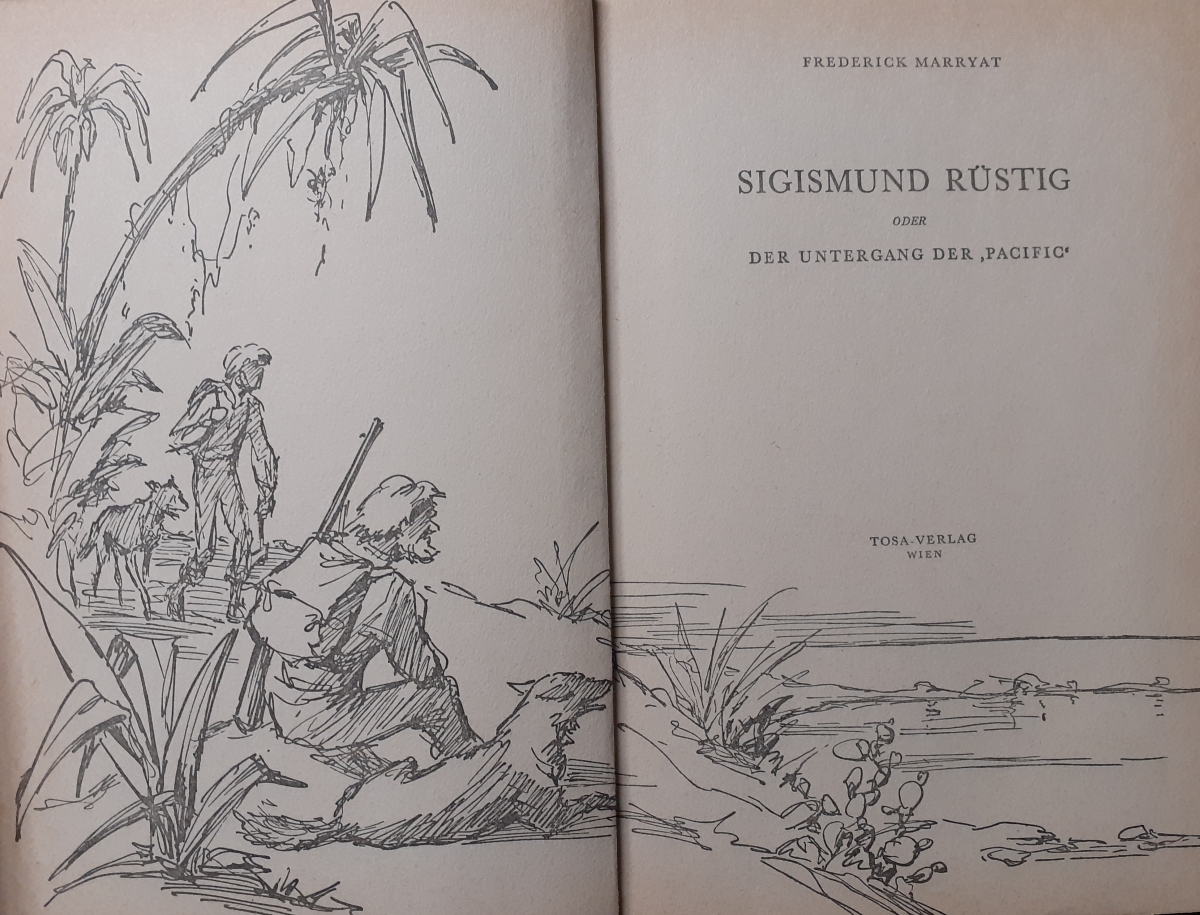 FREDERICK MARRYAT
SIGISMUND RÜSTIG
ODER
DER UNTERGANG DER ‚PACIFIC‘
TOSA-VERLAG
WIEN